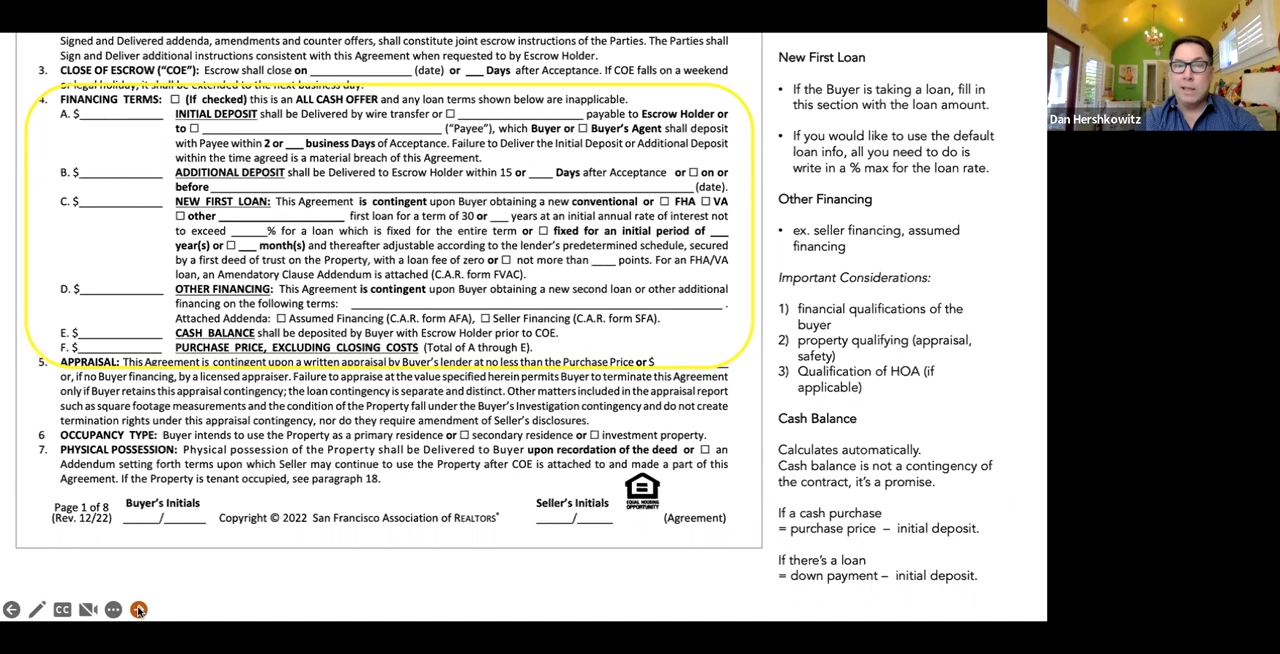 Signed and Delivered addenda, amendments and counter offers, shall constitute joint escrow instructions of the Parties. The Parties shall
Sign and Deliver additional instructions consistent with this Agreement when requested to by Escrow Holder.
3. CLOSE OF ESCROW (“COE”): Escrow shall close on ____________________ (date) or ___ Days after Acceptance. If COE falls on a weekend
or legal holiday, it shall be extended to the next business day.
4. FINANCING TERMS: ☐ (If checked) this is an ALL CASH OFFER and any loan terms shown below are inapplicable.
A. $______________ INITIAL DEPOSIT shall be Delivered by wire transfer or ☐ ______________________ payable to Escrow Holder or
to ☐ __________________________________________ (“Payee”), which Buyer or ☐ Buyer’s Agent shall deposit
with Payee within 2 or ___ business Days of Acceptance. Failure to Deliver the Initial Deposit or Additional Deposit
within the time agreed is a material breach of this Agreement.
B. $______________ ADDITIONAL DEPOSIT shall be Delivered to Escrow Holder within 15 or ____ Days after Acceptance or ☐ on or
before__________________________________________________________________________________(date).
C. $______________ NEW FIRST LOAN: This Agreement is contingent upon Buyer obtaining a new conventional or ☐ FHA ☐ VA
☐ other ______________________ first loan for a term of 30 or ___ years at an initial annual rate of interest not
to exceed ______% for a loan which is fixed for the entire term or ☐ fixed for an initial period of ___
year(s) or ☐ ___ month(s) and thereafter adjustable according to the lender’s predetermined schedule, secured
by a first deed of trust on the Property, with a loan fee of zero or ☐ not more than ____ points. For an FHA/VA
loan, an Amendatory Clause Addendum is attached (C.A.R. form FVAC).
D. $______________ OTHER FINANCING: This Agreement is contingent upon Buyer obtaining a new second loan or other additional
financing on the following terms: ________________________________________________________________ .
Attached Addenda: ☐ Assumed Financing (C.A.R. form AFA), ☐ Seller Financing (C.A.R. form SFA).
E. $______________ CASH BALANCE shall be deposited by Buyer with Escrow Holder prior to COE.
F. $______________ PURCHASE PRICE, EXCLUDING CLOSING COSTS (Total of A through E).
5. APPRAISAL: This Agreement is contingent upon a written appraisal by Buyer’s lender at no less than the Purchase Price or $____________
or, if no Buyer financing, by a licensed appraiser. Failure to appraise at the value specified herein permits Buyer to terminate this Agreement
only if Buyer retains this appraisal contingency; the loan contingency is separate and distinct. Other matters included in the appraisal report
such as square footage measurements and the condition of the Property fall under the Buyer’s Investigation contingency and do not create
termination rights under this appraisal contingency, nor do they require amendment of Seller’s disclosures.
6 OCCUPANCY TYPE: Buyer intends to use the Property as a primary residence or ☐ secondary residence or ☐ investment property.
7. PHYSICAL POSSESSION: Physical possession of the Property shall be Delivered to Buyer upon recordation of the deed or ☐ an
Addendum setting forth terms upon which Seller may continue to use the Property after COE is attached to and made a part of this
Agreement. If the Property is tenant occupied, see paragraph 18.
Page 1 of 8
(Rev. 12/22)
Buyer’s Initials
______/_______
Copyright © 2022 San Francisco Association of REALTORS®
Seller’s Initials
______/______
EQUAL HOUSING
OPPORTUNITY
(Agreement)
New First Loan
• If the Buyer is taking a loan, fill in
this section with the loan amount.
• If you would like to use the default
loan info, all you need to do is
write in a % max for the loan rate.
Other Financing
• ex. seller financing, assumed
financing
Important Considerations:
1) financial qualifications of the
buyer
2) property qualifying (appraisal,
safety)
3) Qualification of HOA (if
applicable)
Cash Balance
Calculates automatically.
Cash balance is not a contingency of
the contract, it’s a promise.
If a cash purchase
= purchase price – initial deposit.
If there’s a loan
= down payment – initial deposit.
Dan Hershkowitz
CC